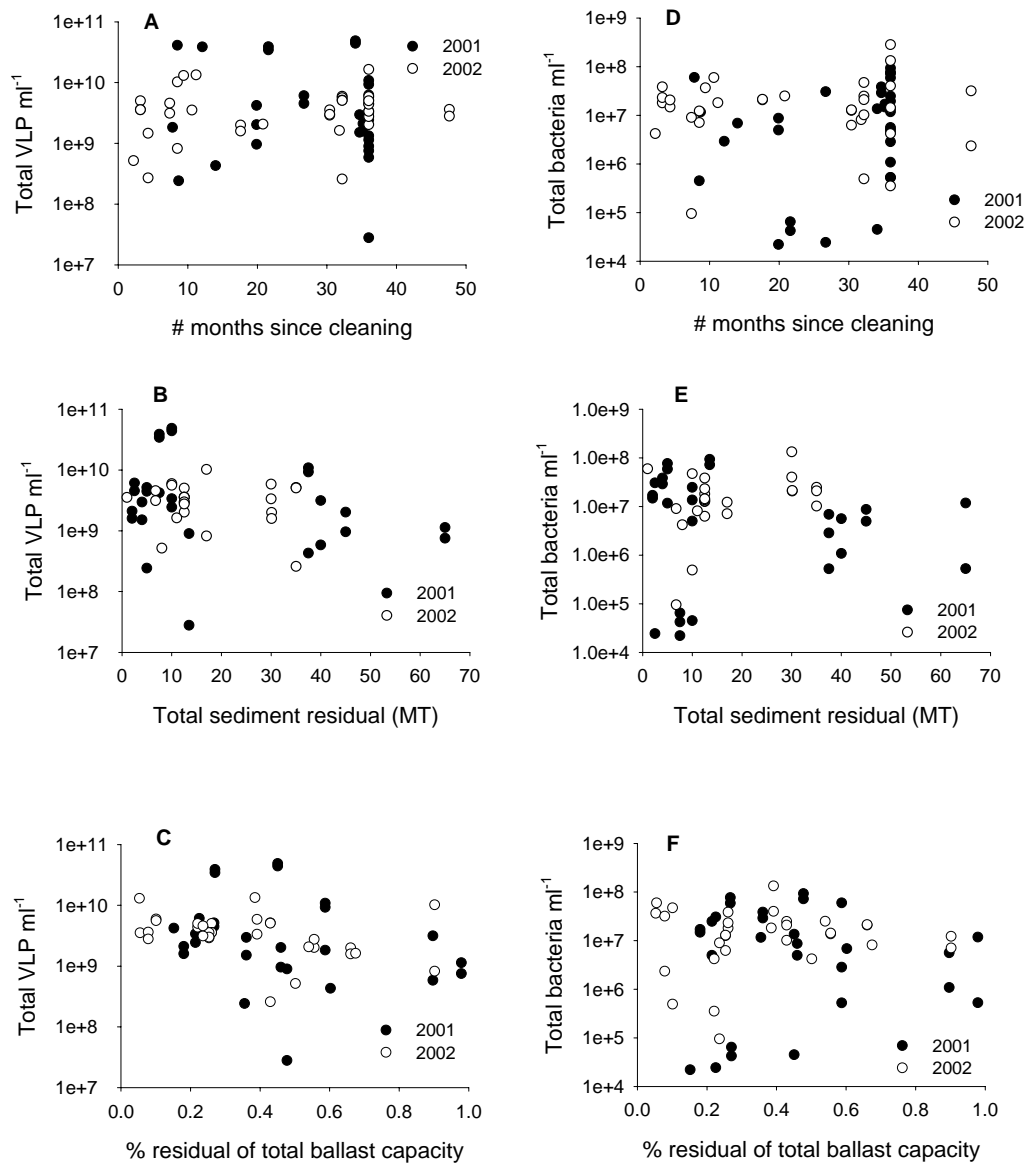 A
Total VLP ml-1
1e+11
1e+10
1e+9
1e+8
1e+7
0 10 20 30 40 50
# months since cleaning
2001
2002
D
Total bacteria ml-1
1e+9
1e+8
1e+7
1e+6
1e+5
1e+4
0 10 20 30 40 50
# months since cleaning
2001
2002
B
Total VLP ml-1
1e+11
1e+10
1e+9
1e+8
1e+7
0 10 20 30 40 50 60 70
Total sediment residual (MT)
2001
2002
E
Total bacteria ml-1
1.0e+9
1.0e+8
1.0e+7
1.0e+6
1.0e+5
1.0e+4
0 10 20 30 40 50 60 70
Total sediment residual (MT)
2001
2002
C
Total VLP ml-1
1e+11
1e+10
1e+9
1e+8
1e+7
0.0 0.2 0.4 0.6 0.8 1.0
% residual of total ballast capacity
2001
2002
F
Total bacteria ml-1
1e+9
1e+8
1e+7
1e+6
1e+5
1e+4
0.0 0.2 0.4 0.6 0.8 1.0
% residual of total ballast capacity
2001
2002